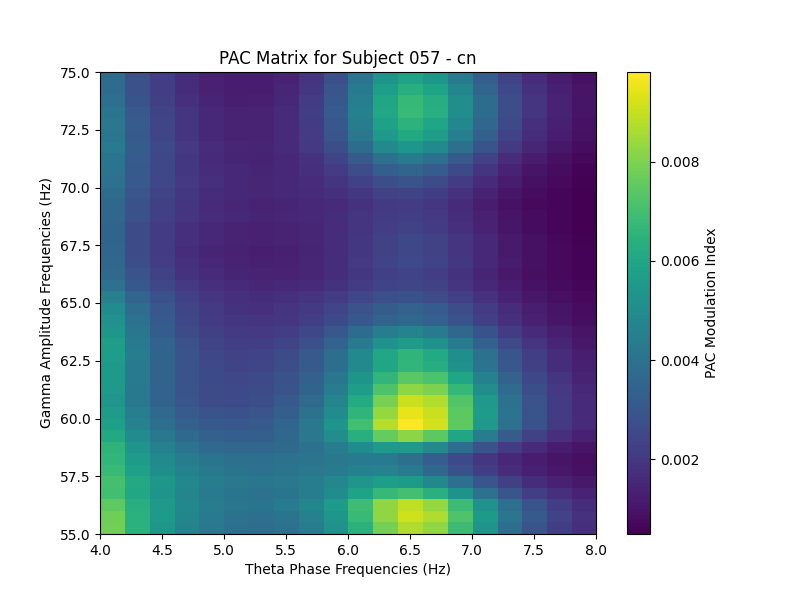 PAC Matrix for Subject 057 - cn
75.0
72.5
70.0
67.5
65.0
62.5
60.0
57.5
55.0
Gamma Amplitude Frequencies (Hz)
4.0 4.5 5.0 5.5 6.0 6.5 7.0 7.5 8.0
Theta Phase Frequencies (Hz)
0.008
0.006
0.004
0.002
PAC Modulation Index